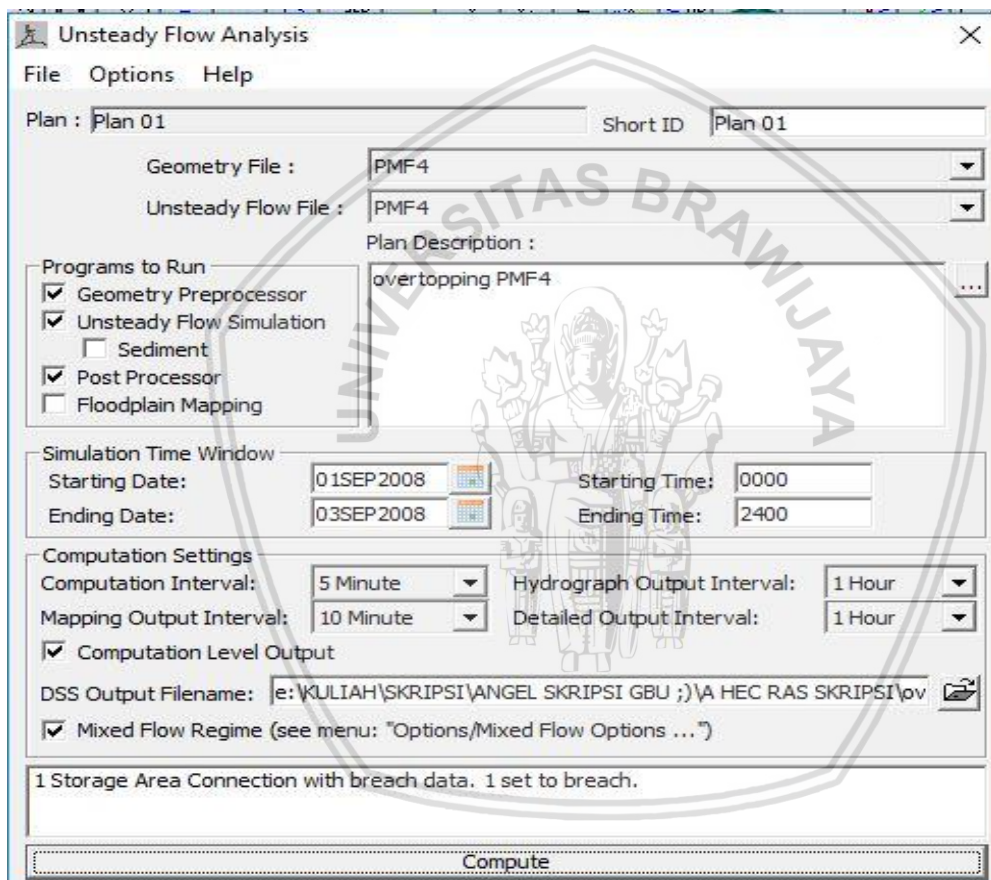 Unsteady Flow Analysis
File Options Help
Plan : Plan 01 Short ID Plan 01
Geometry File : PMF4
Unsteady Flow File : PMF4
Plan Description :
Programs to Run
overtopping PMF4
...
Geometry Preprocessor
Unsteady Flow Simulation
Sediment
Post Processor
Floodplain Mapping
Simulation Time Window
Starting Date: 01SEP2008 Starting Time: 0000
Ending Date: 03SEP2008 Ending Time: 2400
Computation Settings
Computation Interval: 5 Minute Hydrograph Output Interval: 1 Hour
Mapping Output Interval: 10 Minute Detailed Output Interval: 1 Hour
Computation Level Output
DSS Output Filename: e:\KULIAH\SKRIPSI\ANGEL SKRIPSI GBU ;)\A HEC RAS SKRIPSI\ov
Mixed Flow Regime (see menu: "Options/Mixed Flow Options ...")
1 Storage Area Connection with breach data. 1 set to breach.
Compute
UNIVERSITAS BRAWIJAYA